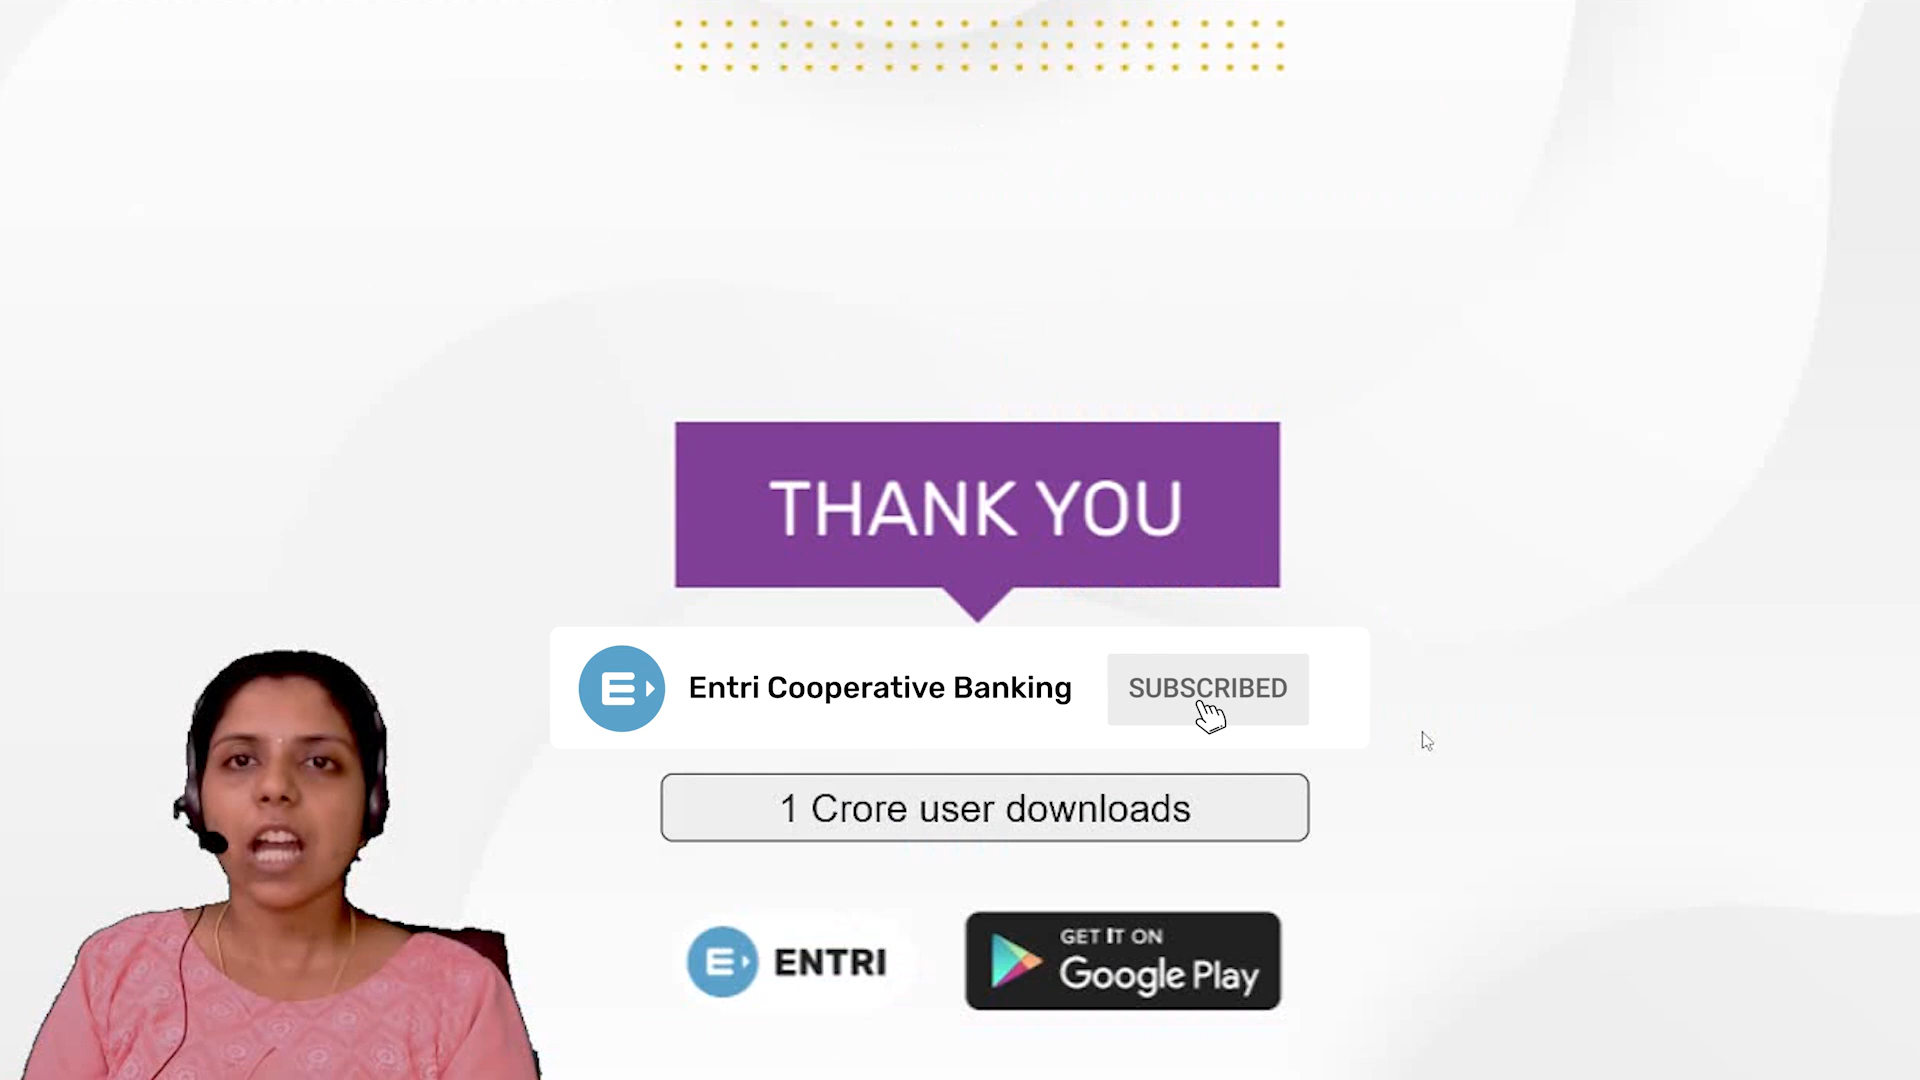 THANK YOU
Entri Cooperative Banking
SUBSCRIBED
1 Crore user downloads
ENTRI
GET IT ON
Google Play